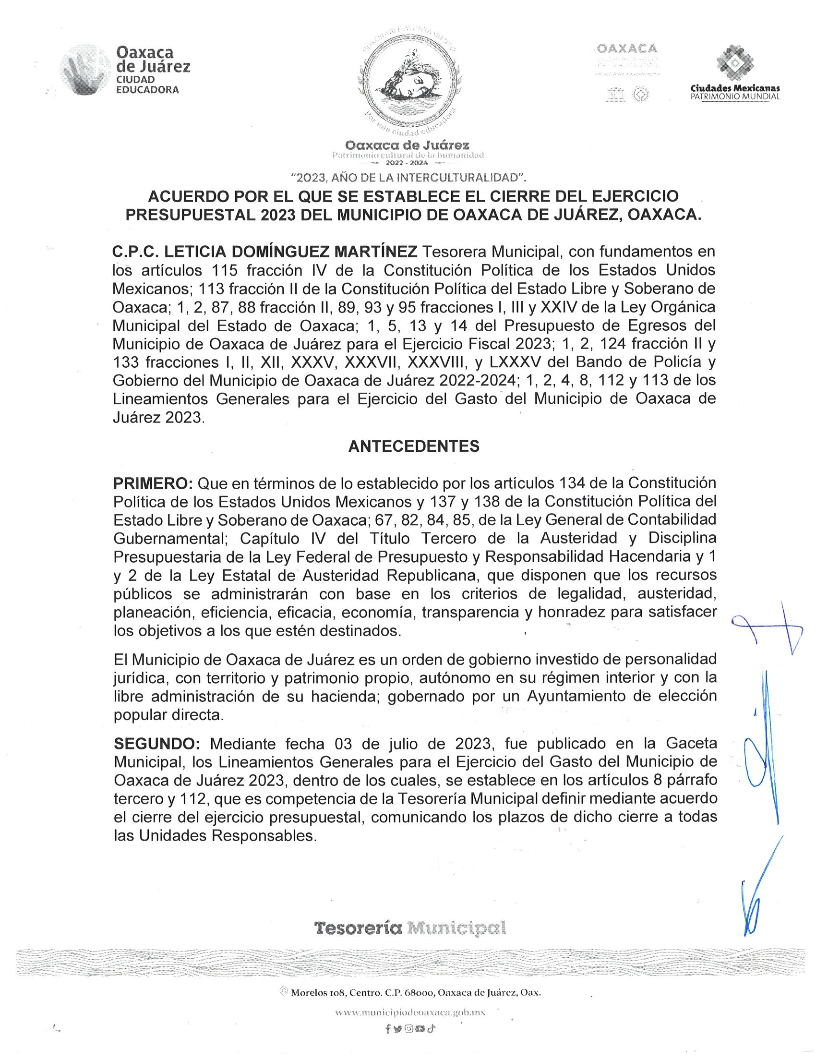 Oaxaca
de Juárez
CIUDAD
EDUCADORA
OAXACA
Ciudades Mexicanas
PATRIMONIO MUNDIAL
Oaxaca de Juárez
Patrimonio cultural de la humanidad
2022 - 2024
"2023, AÑO DE LA INTERCULTURALIDAD".
ACUERDO POR EL QUE SE ESTABLECE EL CIERRE DEL EJERCICIO
PRESUPUESTAL 2023 DEL MUNICIPIO DE OAXACA DE JUÁREZ, OAXACA.
C.P.C. LETICIA DOMÍNGUEZ MARTÍNEZ Tesorera Municipal, con fundamentos en
los artículos 115 fracción IV de la Constitución Política de los Estados Unidos
Mexicanos; 113 fracción II de la Constitución Política del Estado Libre y Soberano de
Oaxaca; 1, 2, 87, 88 fracción II, 89, 93 y 95 fracciones I, III y XXIV de la Ley Orgánica
Municipal del Estado de Oaxaca; 1, 5, 13 y 14 del Presupuesto de Egresos del
Municipio de Oaxaca de Juárez para el Ejercicio Fiscal 2023; 1, 2, 124 fracción II y
133 fracciones I, II, XII, XXXV, XXXVII, XXXVIII, y LXXXV del Bando de Policía y
Gobierno del Municipio de Oaxaca de Juárez 2022-2024; 1, 2, 4, 8, 112 y 113 de los
Lineamientos Generales para el Ejercicio del Gasto del Municipio de Oaxaca de
Juárez 2023.
ANTECEDENTES
PRIMERO: Que en términos de lo establecido por los artículos 134 de la Constitución
Política de los Estados Unidos Mexicanos y 137 y 138 de la Constitución Política del
Estado Libre y Soberano de Oaxaca; 67, 82, 84, 85, de la Ley General de Contabilidad
Gubernamental; Capítulo IV del Título Tercero de la Austeridad y Disciplina
Presupuestaria de la Ley Federal de Presupuesto y Responsabilidad Hacendaria y 1
y 2 de la Ley Estatal de Austeridad Republicana, que disponen que los recursos
públicos se administrarán con base en los criterios de legalidad, austeridad,
planeación, eficiencia, eficacia, economía, transparencia y honradez para satisfacer
los objetivos a los que estén destinados.
El Municipio de Oaxaca de Juárez es un orden de gobierno investido de personalidad
jurídica, con territorio y patrimonio propio, autónomo en su régimen interior y con la
libre administración de su hacienda; gobernado por un Ayuntamiento de elección
popular directa.
SEGUNDO: Mediante fecha 03 de julio de 2023, fue publicado en la Gaceta
Municipal, los Lineamientos Generales para el Ejercicio del Gasto del Municipio de
Oaxaca de Juárez 2023, dentro de los cuales, se establece en los artículos 8 párrafo
tercero y 112, que es competencia de la Tesorería Municipal definir mediante acuerdo
el cierre del ejercicio presupuestal, comunicando los plazos de dicho cierre a todas
las Unidades Responsables.
Tesorería Municipal
Morelos 108, Centro. C.P. 68000, Oaxaca de Juárez, Oax.
www.municipiodeoaxaca.gob.mx